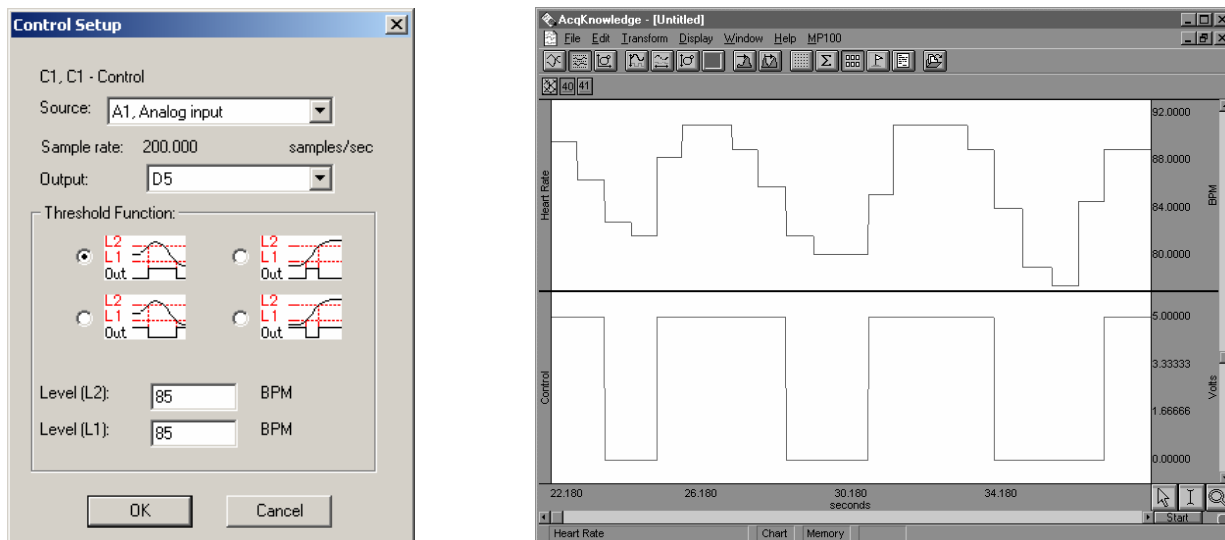 Control Setup
C1, C1 - Control
Source: A1, Analog input
Sample rate: 200.000 samples/sec
Output: D5
Threshold Function:
L2
L1
Out
L2
L1
Out
L2
L1
Out
L2
L1
Out
Level (L2): 85 BPM
Level (L1): 85 BPM
OK Cancel
AcqKnowledge - [Untitled]
File Edit Transform Display Window Help MP100
40 41
Heart Rate
92.0000
88.0000
84.0000
80.0000
BPM
Control
5.00000
3.33333
1.66666
0.00000
Volts
22.180 26.180 30.180 34.180
seconds
Start
Heart Rate Chart Memory